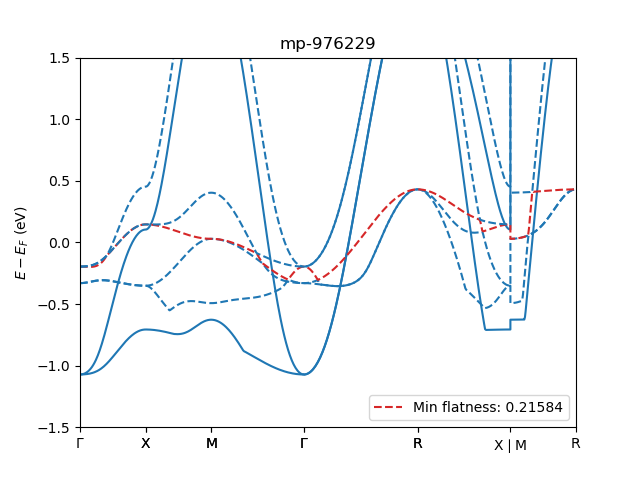 mp-976229
E − E_F (eV)
1.5
1.0
0.5
0.0
−0.5
−1.0
−1.5
Min flatness: 0.21584
Γ X M Γ R X | M R